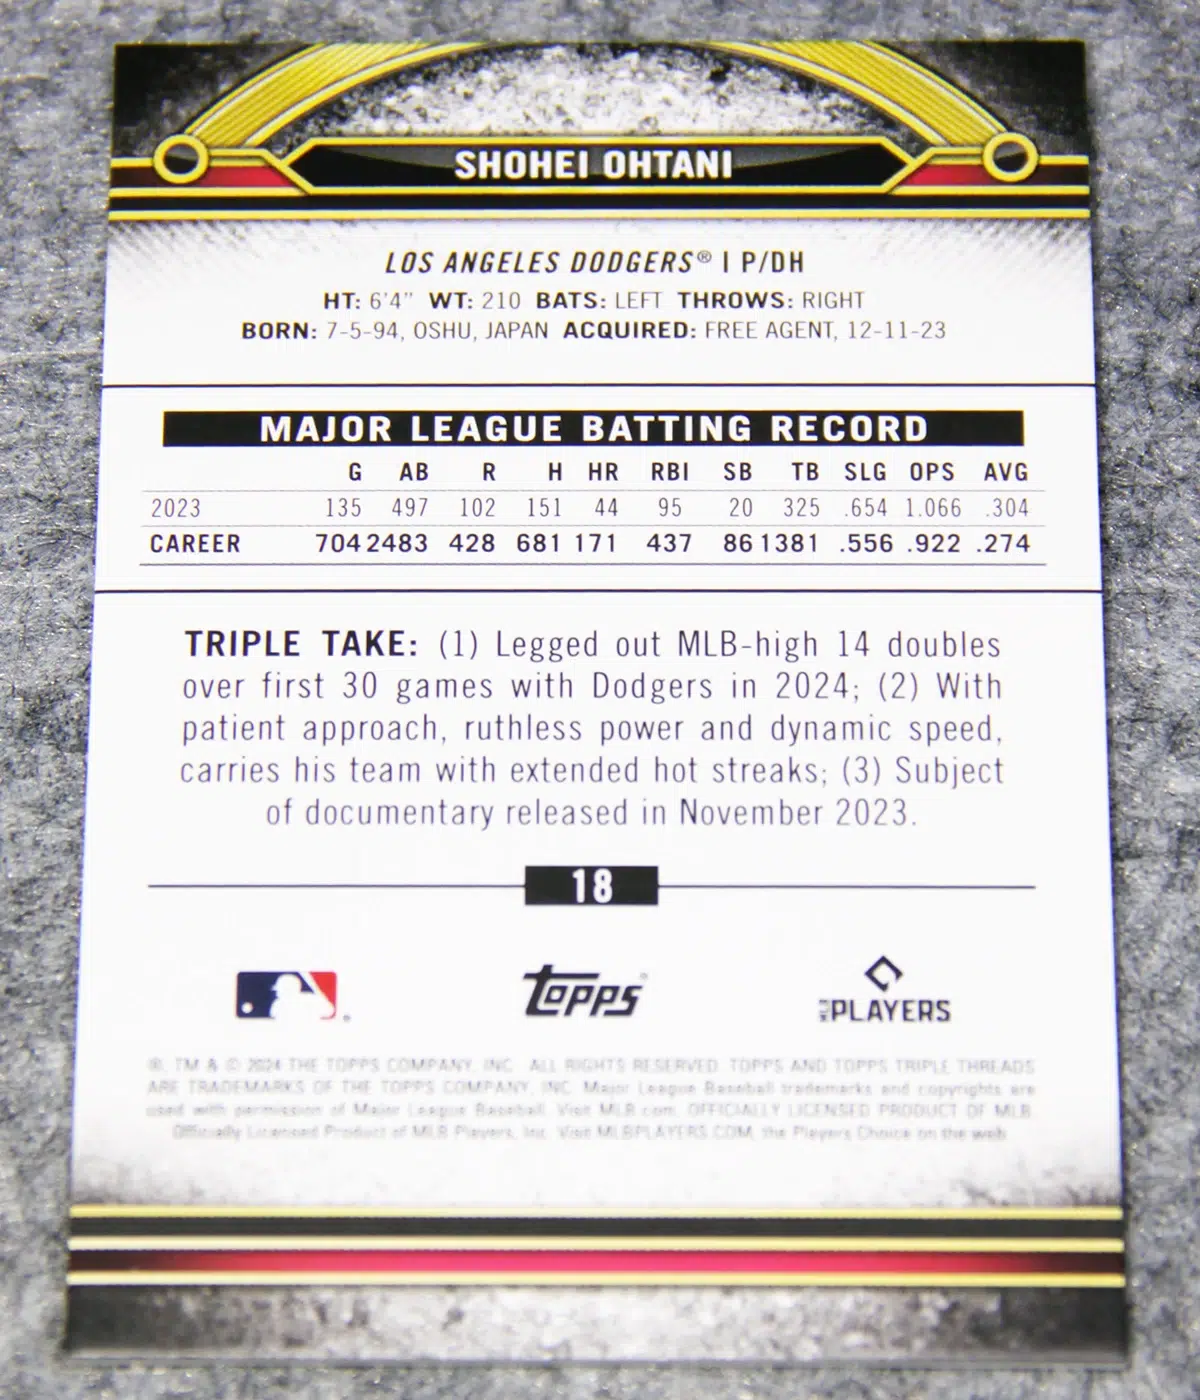 SHOHEI OHTANI
LOS ANGELES DODGERS® | P/DH
HT: 6'4" WT: 210 BATS: LEFT THROWS: RIGHT
BORN: 7-5-94, OSHU, JAPAN ACQUIRED: FREE AGENT, 12-11-23
MAJOR LEAGUE BATTING RECORD
G AB R H HR RBI SB TB SLG OPS AVG
2023 135 497 102 151 44 95 20 325 .654 1.066 .304
CAREER 704 2483 428 681 171 437 86 1381 .556 .922 .274
TRIPLE TAKE: (1) Legged out MLB-high 14 doubles
over first 30 games with Dodgers in 2024; (2) With
patient approach, ruthless power and dynamic speed,
carries his team with extended hot streaks; (3) Subject
of documentary released in November 2023.
18
Topps
MLB PLAYERS
®, TM & © 2024 THE TOPPS COMPANY, INC. ALL RIGHTS RESERVED. TOPPS AND TOPPS TRIPLE THREADS
ARE TRADEMARKS OF THE TOPPS COMPANY, INC. Major League Baseball trademarks and copyrights are
used with permission of Major League Baseball. Visit MLB.com. OFFICIALLY LICENSED PRODUCT OF MLB
Officially Licensed Product of MLB Players, Inc. Visit MLBPLAYERS.COM, the Players Choice on the web